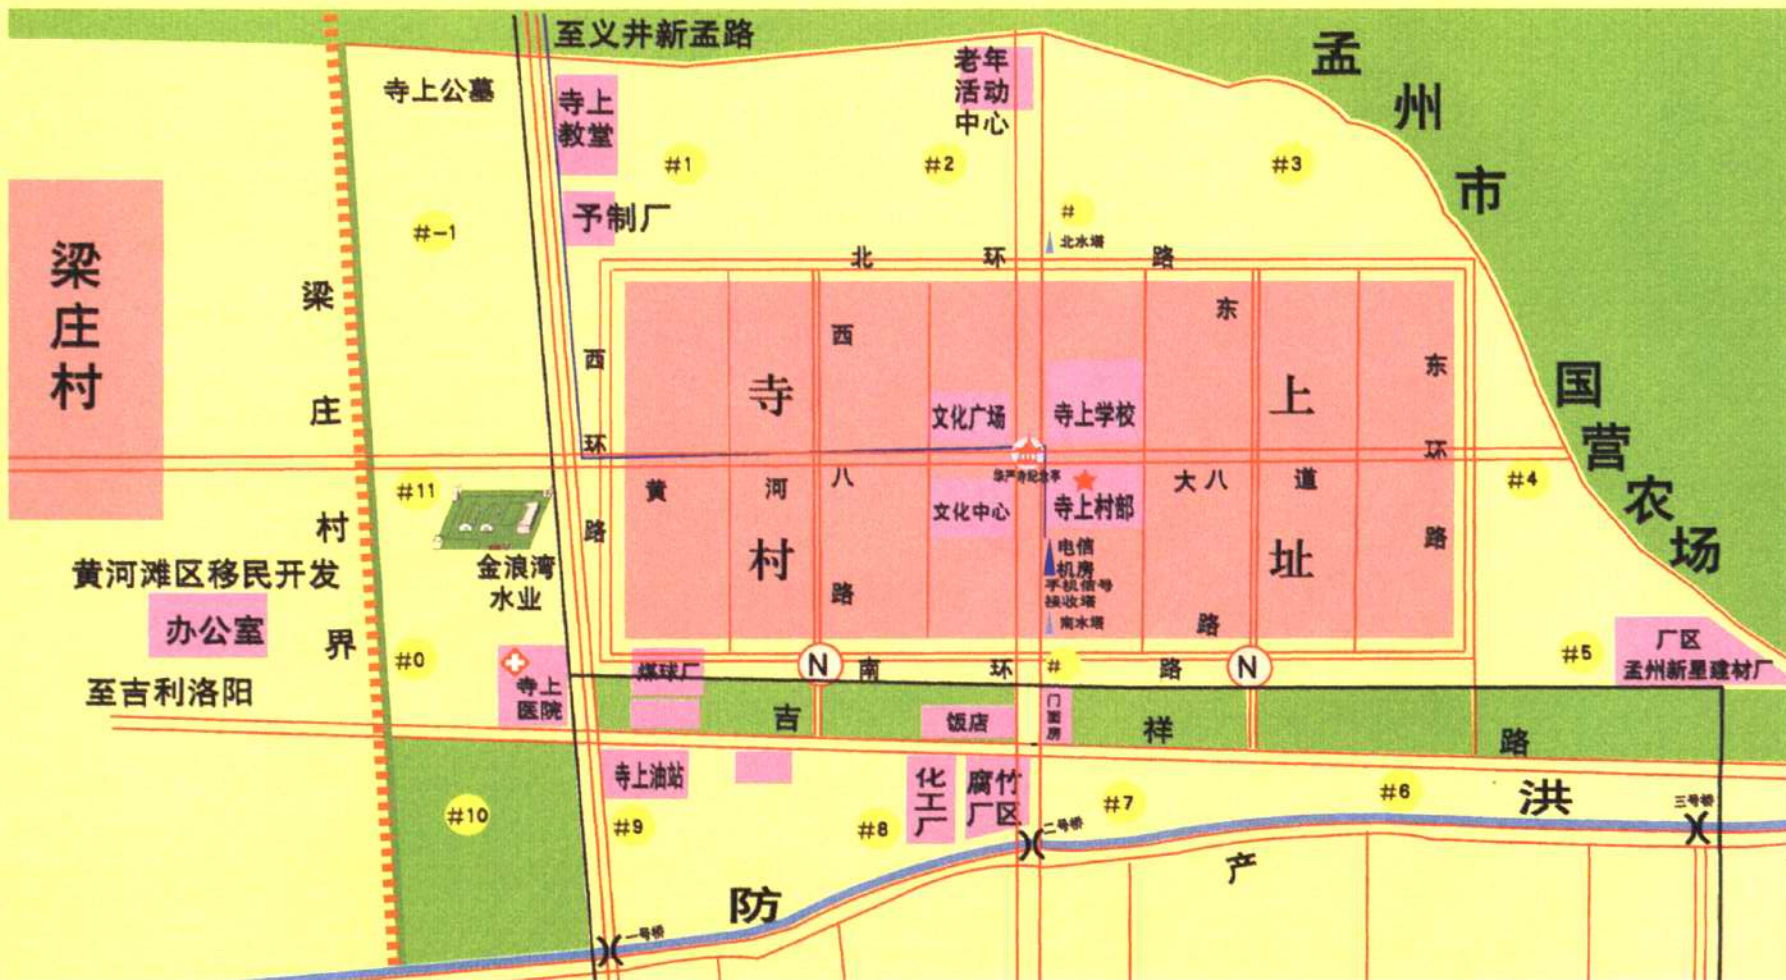 至义井新孟路
孟州市国营农场
寺上公墓
寺上
教堂
老年
活动
中心
#1
#2
#3
#
北水塔
予制厂
#-1
梁庄村
梁庄村界
北环路
西环路
西八路
东八路
东环路
寺上村址
文化广场
寺上学校
华严寺纪念亭
黄河大道
文化中心
寺上村部
#4
#11
电信
机房
手机信号
接收塔
南水塔
金浪湾
水业
黄河滩区移民开发
办公室
#0
寺上
医院
煤球厂
N
南环路
#
N
#5
厂区
孟州新星建材厂
至吉利洛阳
吉祥路
饭店
门面房
寺上油站
化工厂
腐竹
厂区
#10
#9
#8
#7
#6
防洪
产
一号桥
二号桥
三号桥